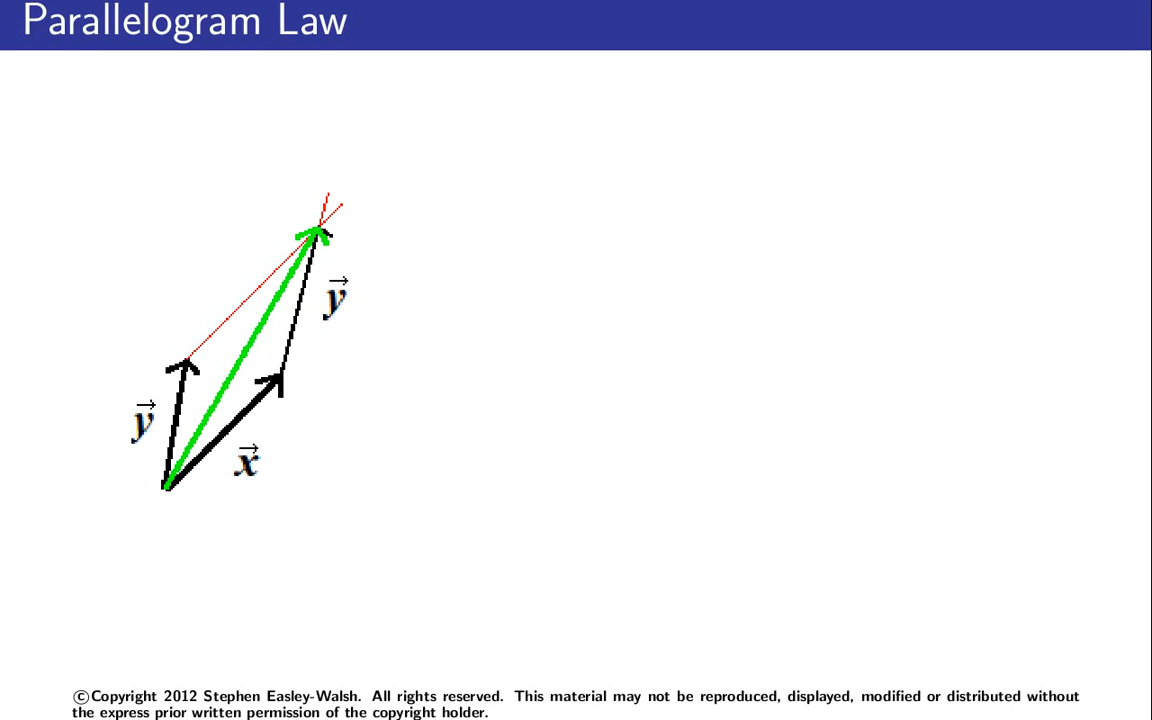 Parallelogram Law
y⃗
y⃗
x⃗
©Copyright 2012 Stephen Easley-Walsh. All rights reserved. This material may not be reproduced, displayed, modified or distributed without
the express prior written permission of the copyright holder.